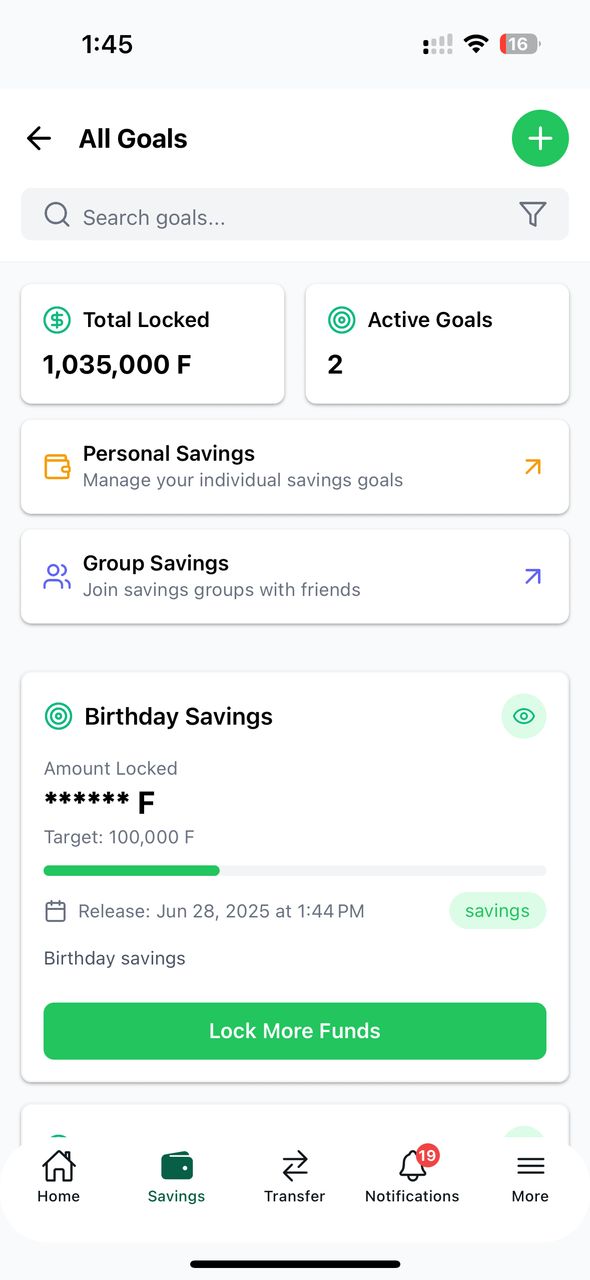 1:45
16
All Goals
Search goals...
Total Locked
1,035,000 F
Active Goals
2
Personal Savings
Manage your individual savings goals
Group Savings
Join savings groups with friends
Birthday Savings
Amount Locked
****** F
Target: 100,000 F
Release: Jun 28, 2025 at 1:44 PM
savings
Birthday savings
Lock More Funds
19
Home
Savings
Transfer
Notifications
More